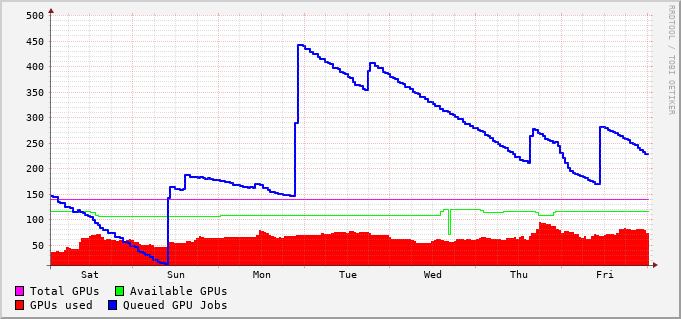 500
450
400
350
300
250
200
150
100
50
Sat Sun Mon Tue Wed Thu Fri
Total GPUs Available GPUs
GPUs used Queued GPU Jobs
RRDTOOL / TOBI OETIKER